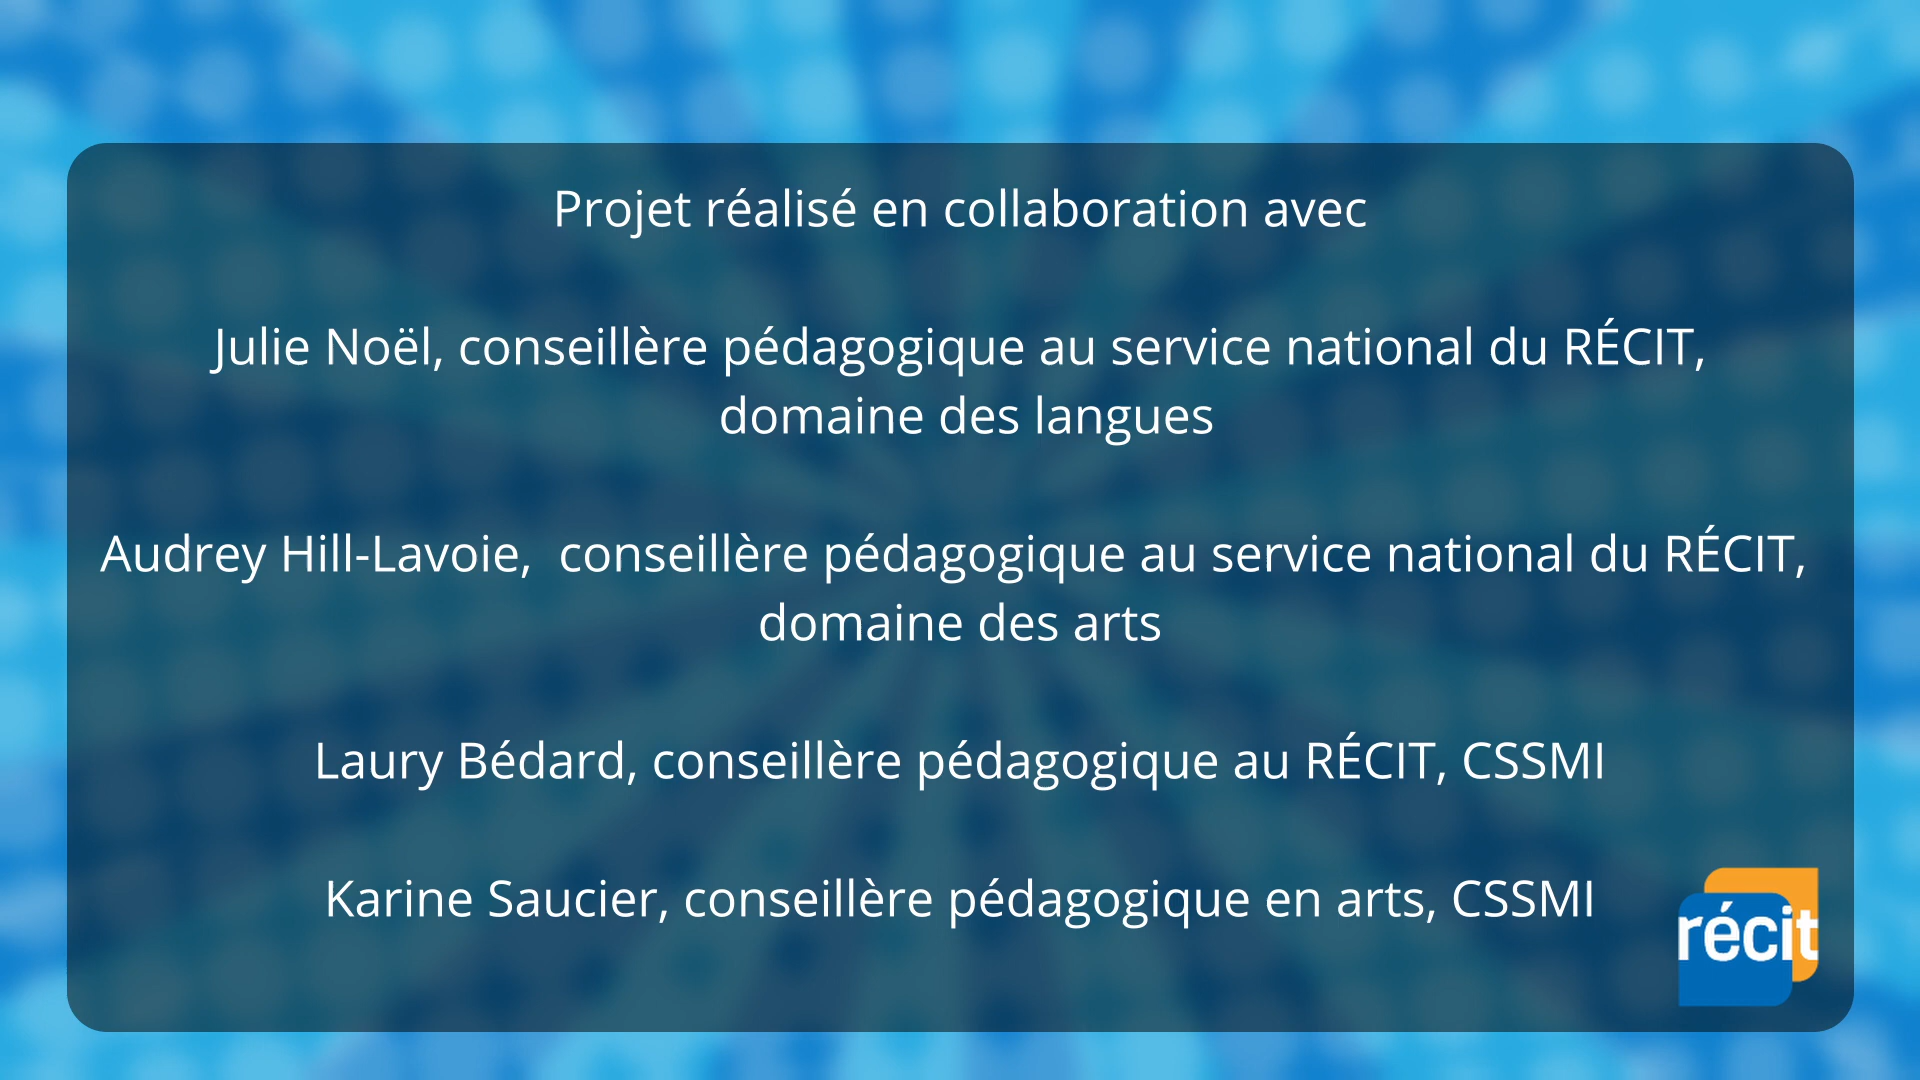 Projet réalisé en collaboration avec
Julie Noël, conseillère pédagogique au service national du RÉCIT,
domaine des langues
Audrey Hill-Lavoie,  conseillère pédagogique au service national du RÉCIT,
domaine des arts
Laury Bédard, conseillère pédagogique au RÉCIT, CSSMI
Karine Saucier, conseillère pédagogique en arts, CSSMI
récit